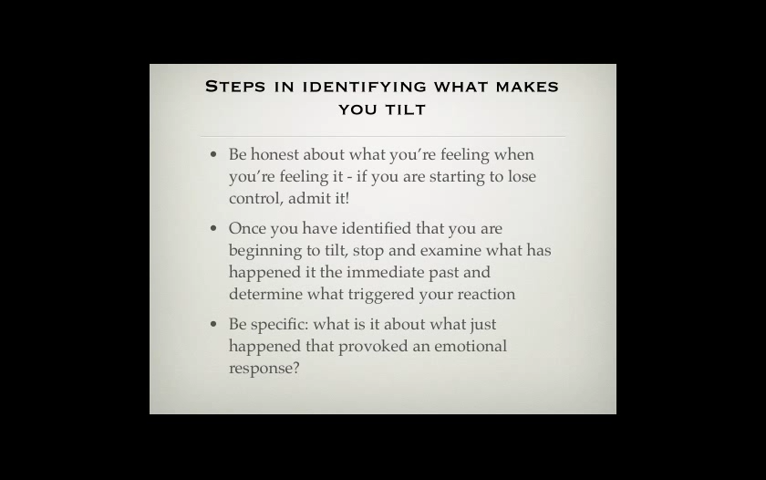 Steps in identifying what makes
you tilt
• Be honest about what you're feeling when
you're feeling it - if you are starting to lose
control, admit it!
• Once you have identified that you are
beginning to tilt, stop and examine what has
happened it the immediate past and
determine what triggered your reaction
• Be specific: what is it about what just
happened that provoked an emotional
response?